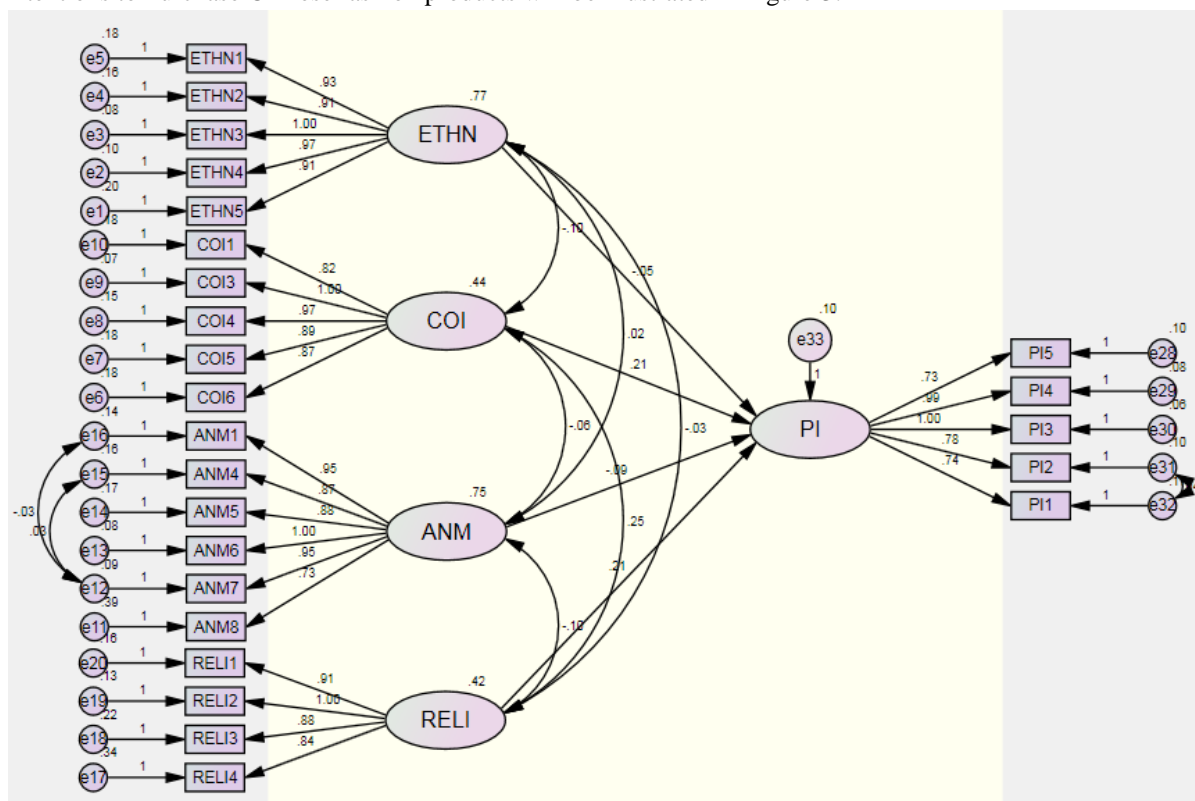 .18
e5 1 ETHN1
.16
e4 1 ETHN2
.08
e3 1 ETHN3
.10
e2 1 ETHN4
.20
e1 1 ETHN5
.18
e10 1 COI1
.07
e9 1 COI3
.15
e8 1 COI4
.18
e7 1 COI5
.18
e6 1 COI6
.14
e16 1 ANM1
.16
e15 1 ANM4
.17
e14 1 ANM5
.08
e13 1 ANM6
.09
e12 1 ANM7
.39
e11 1 ANM8
.16
e20 1 RELI1
.13
e19 1 RELI2
.22
e18 1 RELI3
.34
e17 1 RELI4
-.03
.03
.93
.91
1.00
.97
.91
.77
ETHN
.82
1.09
.97
.89
.87
.44
COI
.95
.87
.88
1.00
.95
.73
.75
ANM
.91
1.00
.88
.84
.42
RELI
-.10
-.05
.02
.21
-.06
-.03
-.09
.25
.21
-.10
.10
e33
1
PI
.73
.99
1.00
.78
.74
.10
PI5 1 e28
.08
PI4 1 e29
.06
PI3 1 e30
.10
PI2 1 e31
PI1 1 e32